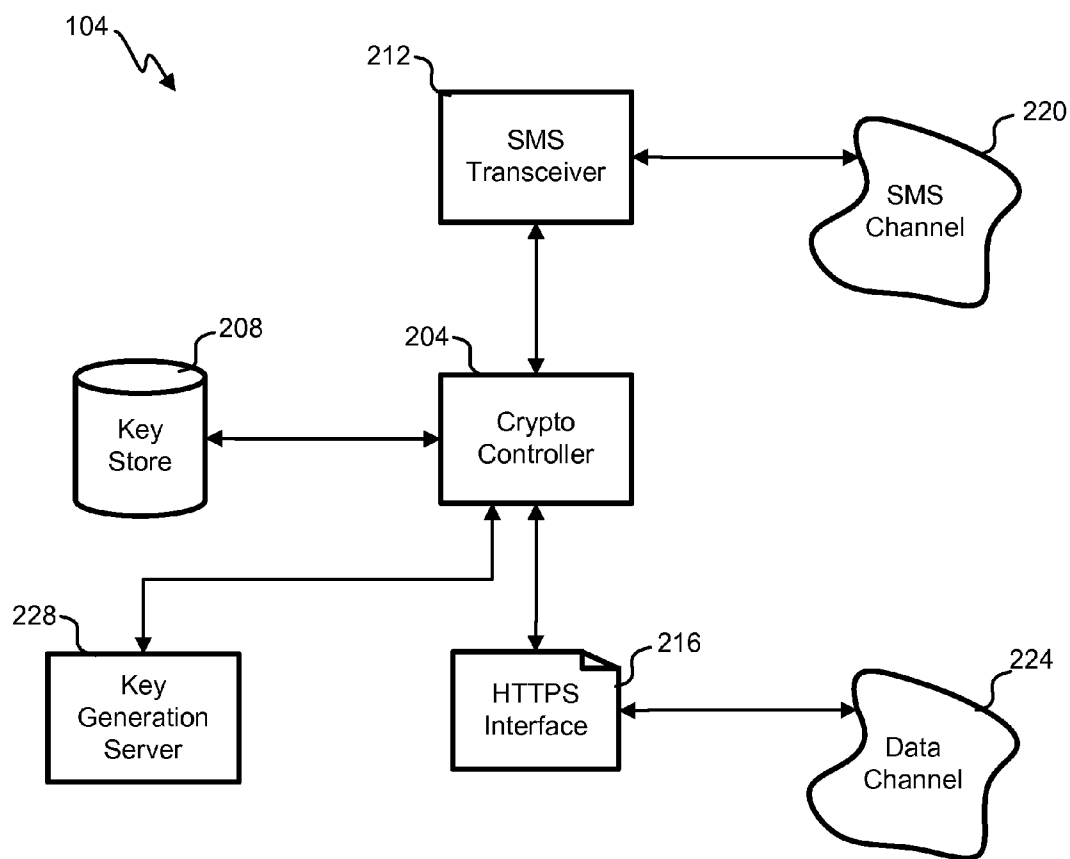 104
212
SMS
Transceiver
220
SMS
Channel
208
Key
Store
204
Crypto
Controller
228
Key
Generation
Server
216
HTTPS
Interface
224
Data
Channel